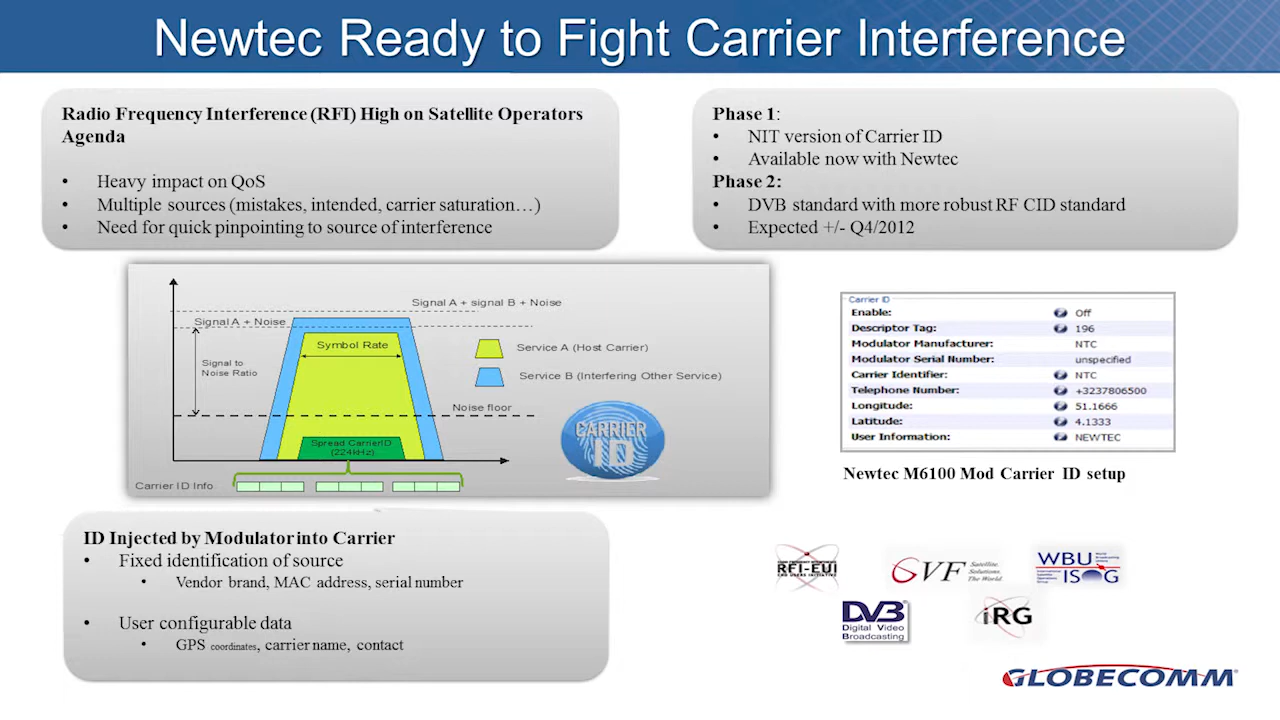 Newtec Ready to Fight Carrier Interference
Radio Frequency Interference (RFI) High on Satellite Operators
Agenda
• Heavy impact on QoS
• Multiple sources (mistakes, intended, carrier saturation…)
• Need for quick pinpointing to source of interference
Phase 1:
• NIT version of Carrier ID
• Available now with Newtec
Phase 2:
• DVB standard with more robust RF CID standard
• Expected +/- Q4/2012
Signal A + signal B + Noise
Signal A + Noise
Symbol Rate
Signal to
Noise Ratio
Service A (Host Carrier)
Service B (Interfering Other Service)
Noise floor
Spread CarrierID
(224kHz)
Carrier ID Info
CARRIER
ID
Carrier ID
Enable: Off
Descriptor Tag: 196
Modulator Manufacturer: NTC
Modulator Serial Number: unspecified
Carrier Identifier: NTC
Telephone Number: +3237806500
Longitude: 51.1666
Latitude: 4.1333
User Information: NEWTEC
Newtec M6100 Mod Carrier ID setup
ID Injected by Modulator into Carrier
• Fixed identification of source
• Vendor brand, MAC address, serial number
• User configurable data
• GPS coordinates, carrier name, contact
RFI-EUI
GVF Satellite.
Solutions.
The World.
WBU
ISOG
DVB
Digital Video
Broadcasting
iRG
GLOBECOMM